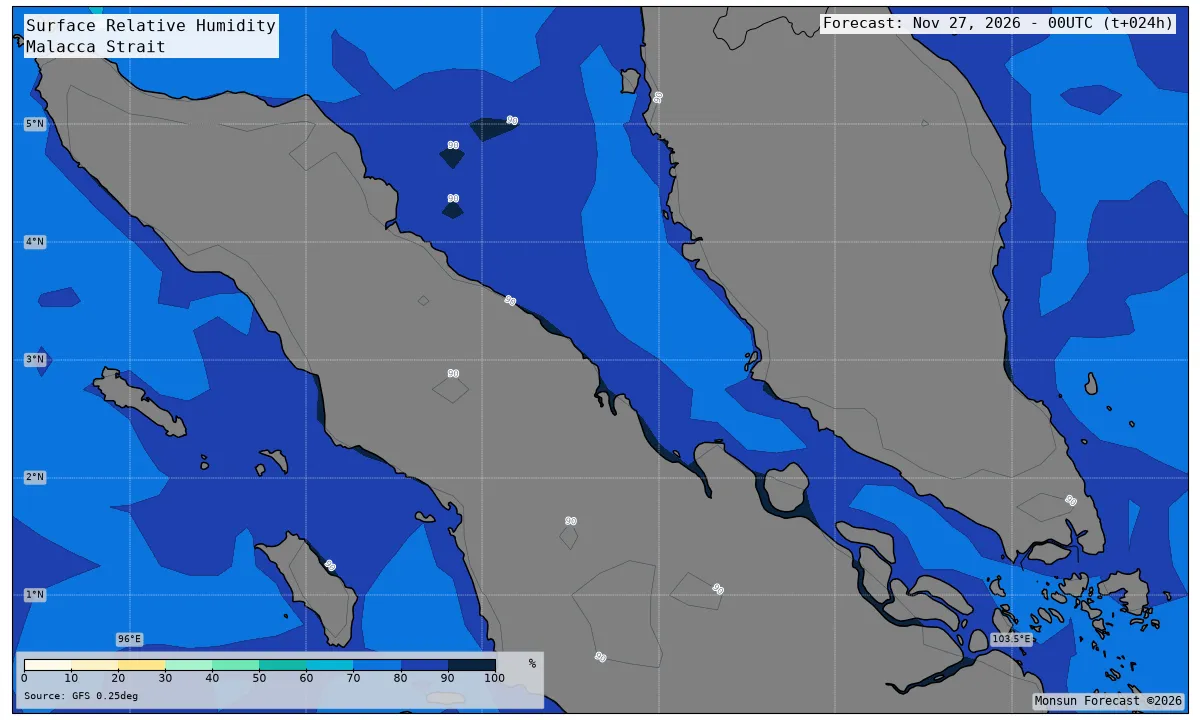 Surface Relative Humidity
Malacca Strait
Forecast: Nov 27, 2026 - 00UTC (t+024h)
90
5°N
90
90
90
4°N
90
3°N
90
2°N
90
90
90
90
1°N
96°E
103.5°E
90
%
0 10 20 30 40 50 60 70 80 90 100
Source: GFS 0.25deg
Monsun Forecast ©2026